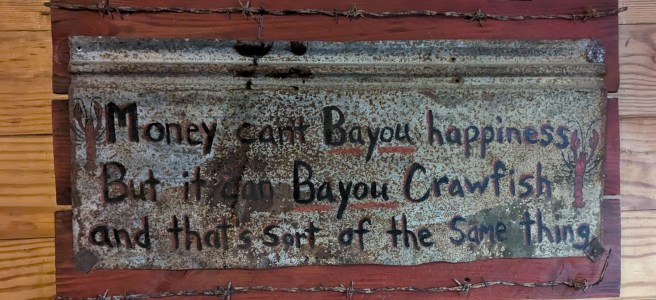 Money can't Bayou happiness,
But it can Bayou Crawfish
and that's sort of the same thing